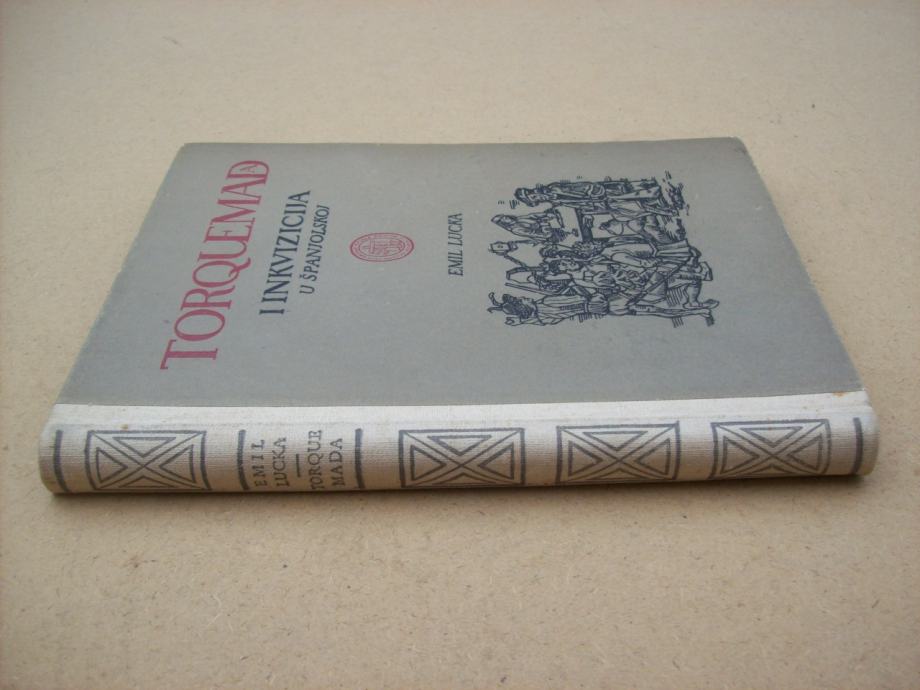 TORQUEMADA
I INKVIZICIJA
U ŠPANJOLSKOJ
EMIL LUCKA
EMIL
LUCKA
TORQUE
MADA